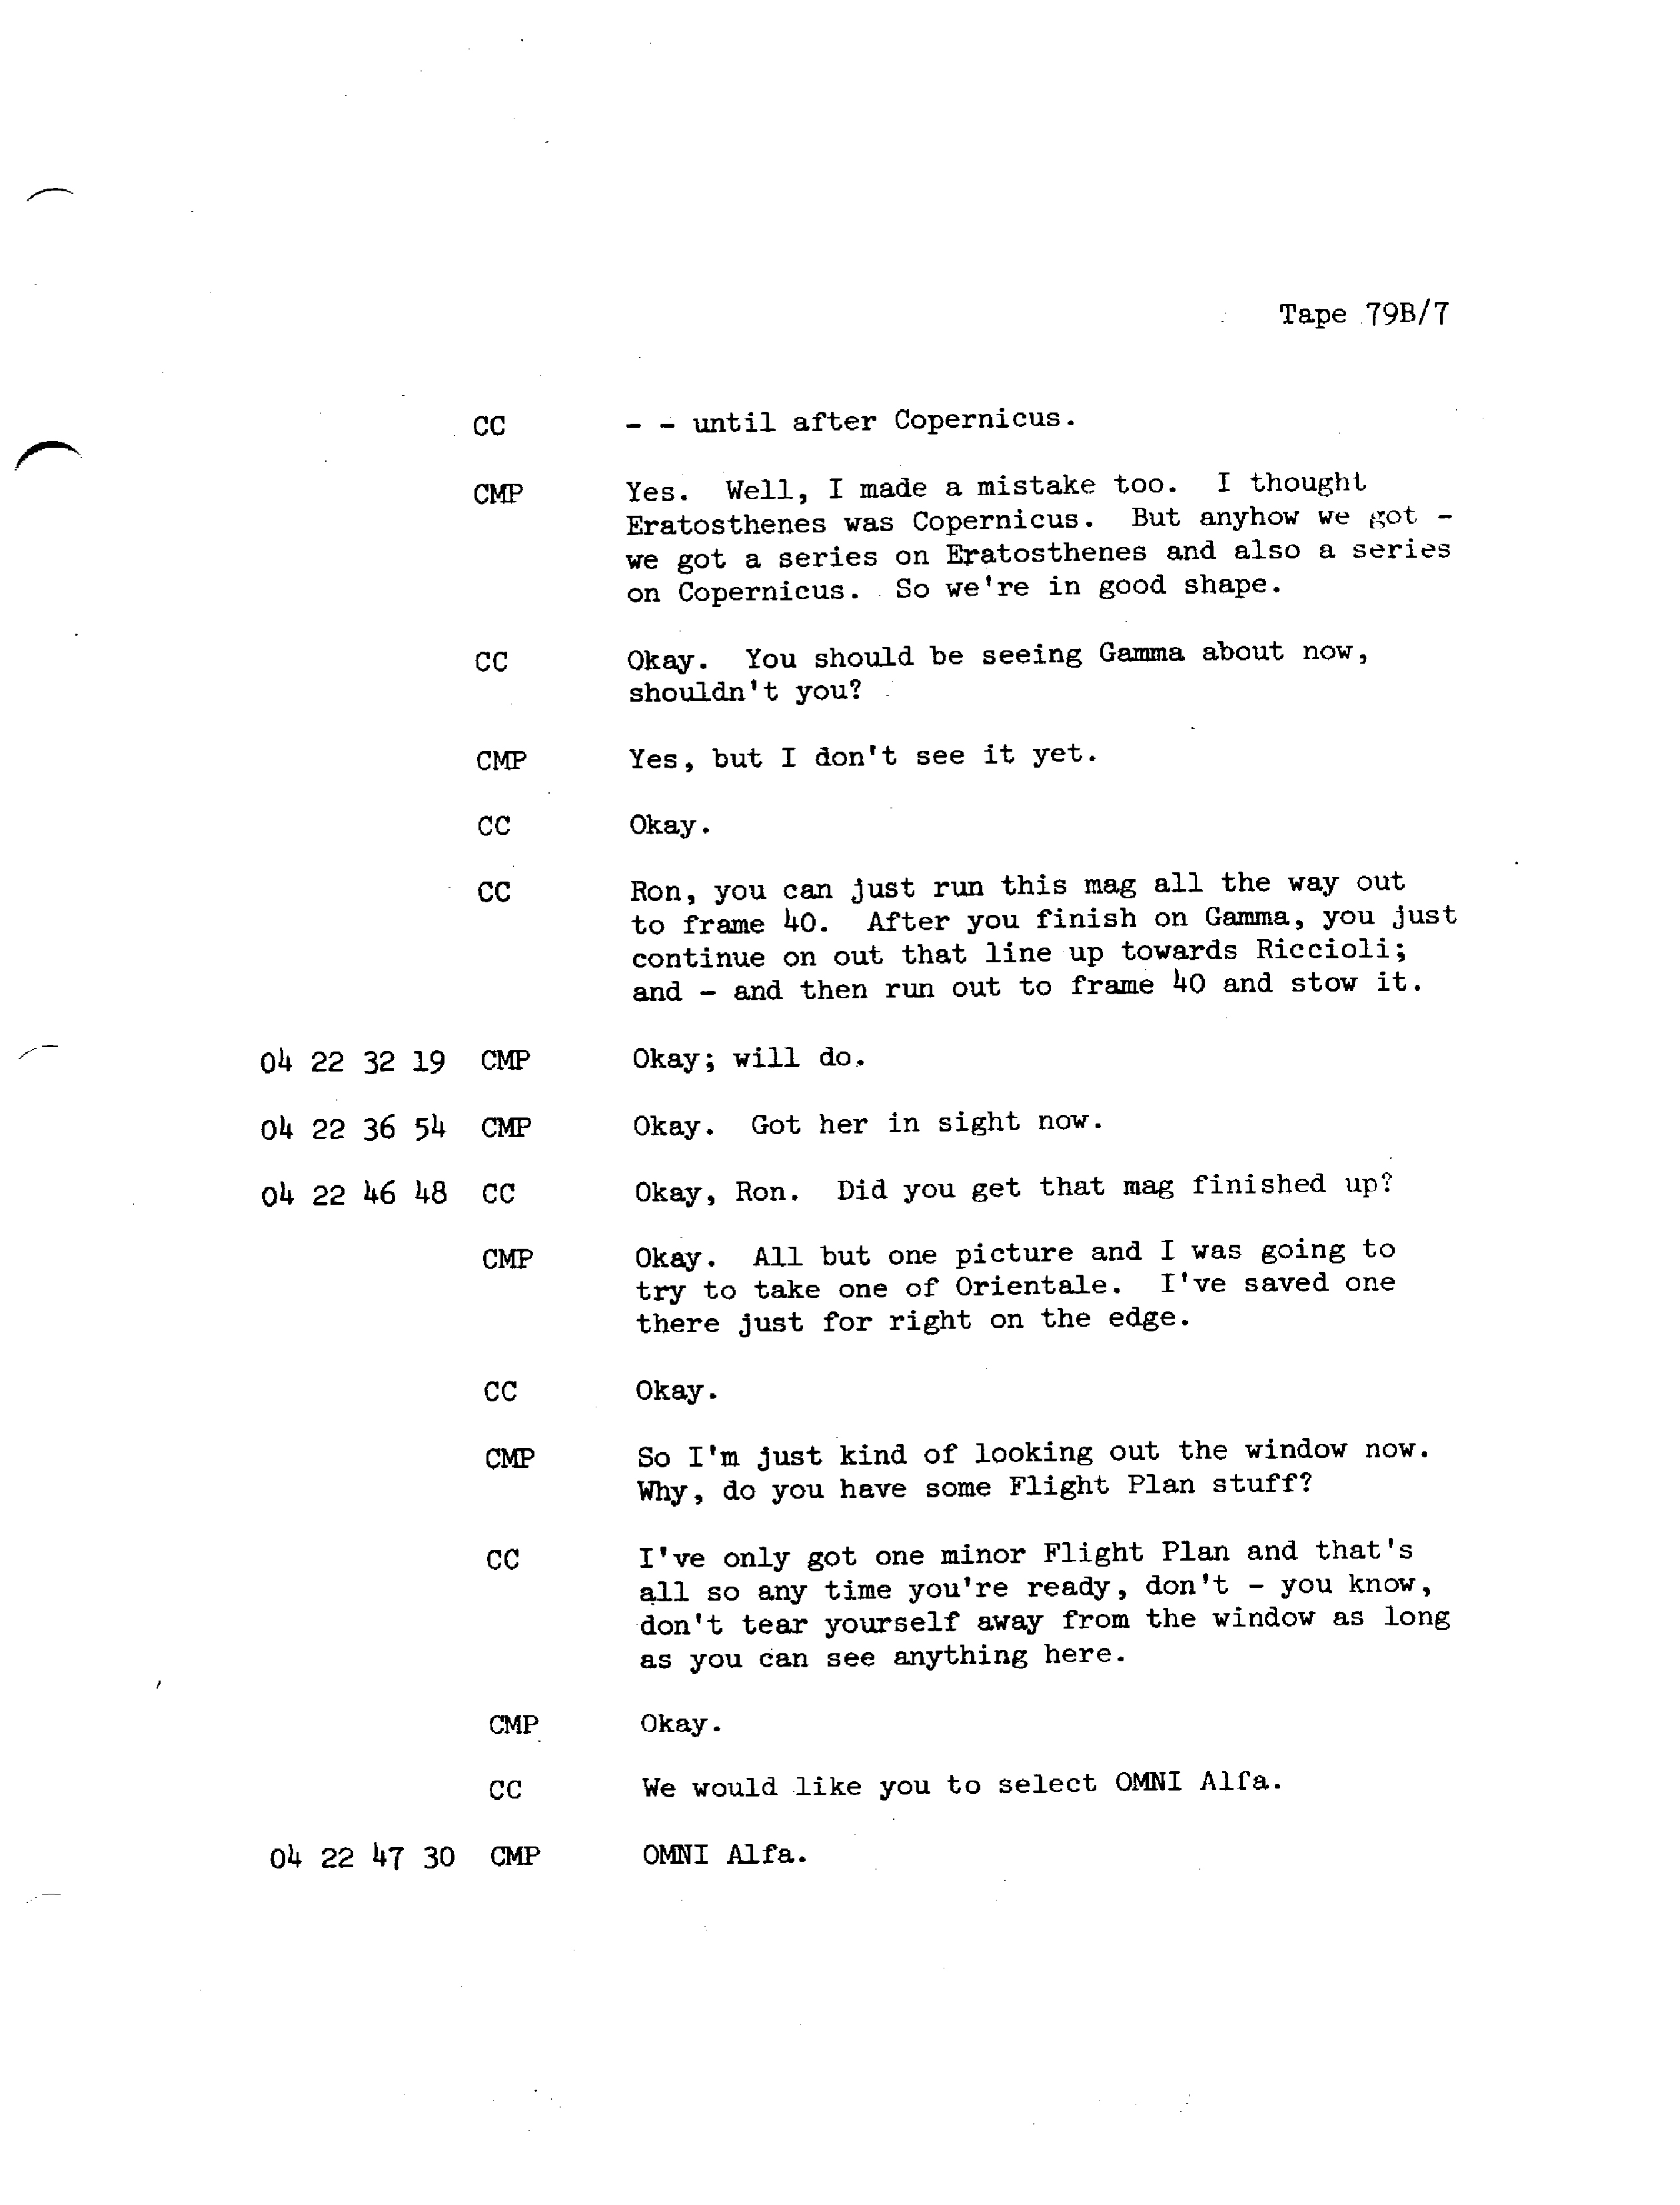 Tape 79B/7
CC - - until after Copernicus.
CMP Yes. Well, I made a mistake too. I thought
Eratosthenes was Copernicus. But anyhow we got -
we got a series on Eratosthenes and also a series
on Copernicus. So we're in good shape.
CC Okay. You should be seeing Gamma about now,
shouldn't you?
CMP Yes, but I don't see it yet.
CC Okay.
CC Ron, you can just run this mag all the way out
to frame 40. After you finish on Gamma, you just
continue on out that line up towards Riccioli;
and - and then run out to frame 40 and stow it.
04 22 32 19 CMP Okay; will do.
04 22 36 54 CMP Okay. Got her in sight now.
04 22 46 48 CC Okay, Ron. Did you get that mag finished up?
CMP Okay. All but one picture and I was going to
try to take one of Orientale. I've saved one
there just for right on the edge.
CC Okay.
CMP So I'm just kind of looking out the window now.
Why, do you have some Flight Plan stuff?
CC I've only got one minor Flight Plan and that's
all so any time you're ready, don't - you know,
don't tear yourself away from the window as long
as you can see anything here.
CMP Okay.
CC We would like you to select OMNI Alfa.
04 22 47 30 CMP OMNI Alfa.